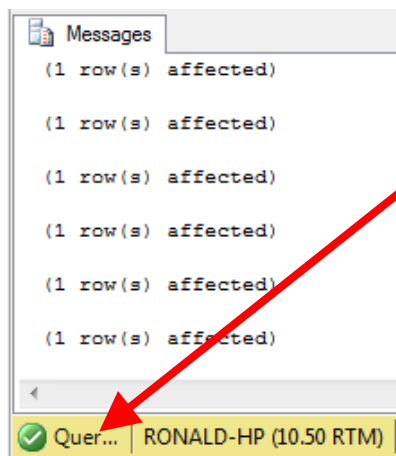 Messages
(1 row(s) affected)
(1 row(s) affected)
(1 row(s) affected)
(1 row(s) affected)
(1 row(s) affected)
(1 row(s) affected)
Quer... RONALD-HP (10.50 RTM)